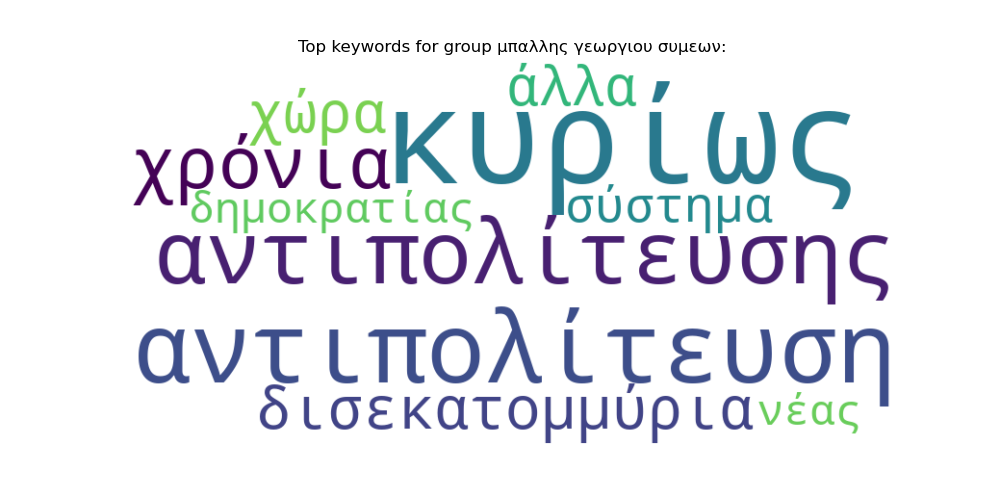 Top keywords for group μπαλλης γεωργιου συμεων:
άλλα
χώρα
κυρίως
χρόνια
δημοκρατίας
σύστημα
αντιπολίτευσης
αντιπολίτευση
δισεκατομμύρια
νέας